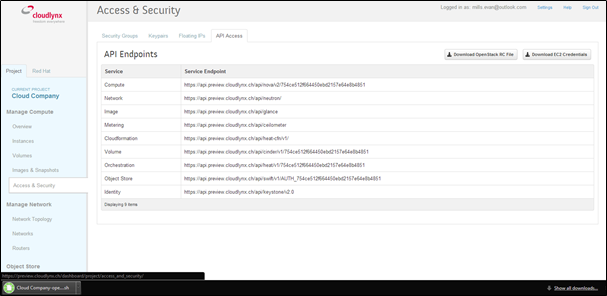 cloudlynx
Access & Security
Logged in as: mills.evan@outlook.com
Settings
Help
Sign Out
Security Groups
Keypairs
Floating IPs
API Access
API Endpoints
Download OpenStack RC File
Download EC2 Credentials
Project
Red Hat
CURRENT PROJECT
Cloud Company
Manage Compute
Overview
Instances
Volumes
Images & Snapshots
Access & Security
Manage Network
Network Topology
Networks
Routers
Object Store
Service Service Endpoint
Compute https://api.preview.cloudlynx.ch/api/nova/v2/754ce512f664450ebd2157e64e8b4851
Network https://api.preview.cloudlynx.ch/api/neutron/
Image https://api.preview.cloudlynx.ch/api/glance
Metering https://api.preview.cloudlynx.ch/api/ceilometer
Cloudformation https://api.preview.cloudlynx.ch/api/heat-cfn/v1/
Volume https://api.preview.cloudlynx.ch/api/cinder/v1/754ce512f664450ebd2157e64e8b4851
Orchestration https://api.preview.cloudlynx.ch/api/heat/v1/754ce512f664450ebd2157e64e8b4851
Object Store https://api.preview.cloudlynx.ch/api/swift/v1/AUTH_754ce512f664450ebd2157e64e8b4851
Identity https://api.preview.cloudlynx.ch/api/keystone/v2.0
Displaying 9 items
https://preview.cloudlynx.ch/dashboard/project/access_and_security/
Cloud Company-ope....sh
Show all downloads...